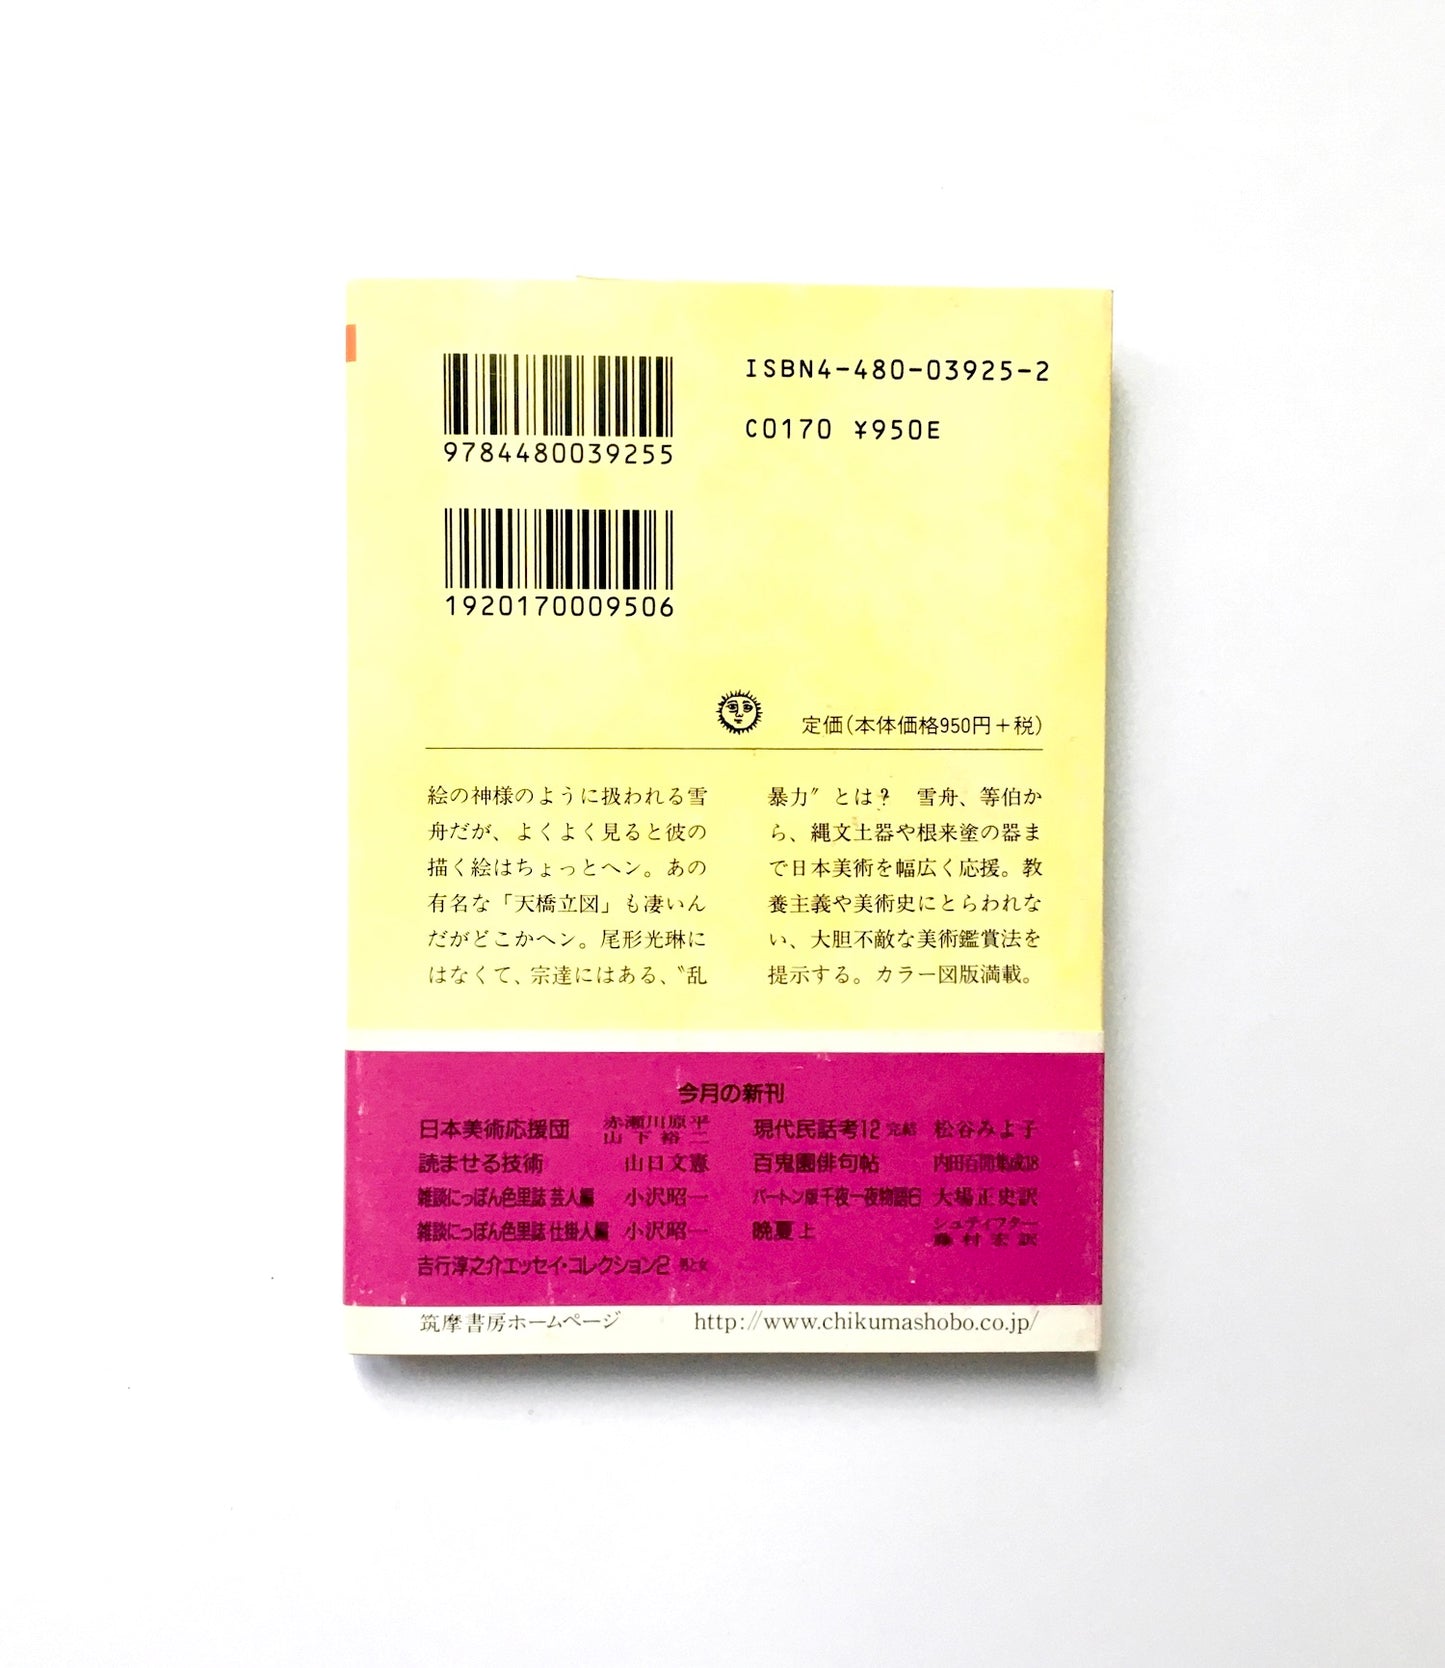 9784480039255
1920170009506
ISBN4-480-03925-2
C0170 ¥950E
定価(本体価格950円+税)
絵の神様のように扱われる雪
舟だが、よくよく見ると彼の
描く絵はちょっとヘン。あの
有名な「天橋立図」も凄いん
だがどこかヘン。尾形光琳に
はなくて、宗達にはある、〝乱
暴力〞とは? 雪舟、等伯か
ら、縄文土器や根来塗の器ま
で日本美術を幅広く応援。教
養主義や美術史にとらわれな
い、大胆不敵な美術鑑賞法を
提示する。カラー図版満載。
今月の新刊
日本美術応援団 赤瀬川原平
山下裕二
読ませる技術 山口文憲
雑談にっぽん色里誌 芸人編 小沢昭一
雑談にっぽん色里誌 仕掛人編 小沢昭一
吉行淳之介エッセイ・コレクション2 男と女
現代民話考12 完結 松谷みよ子
百鬼園俳句帖 内田百閒集成18
バートン版 千夜一夜物語6 大場正史訳
晩夏 上 シュティフター
藤村宏訳
筑摩書房ホームページ http://www.chikumashobo.co.jp/